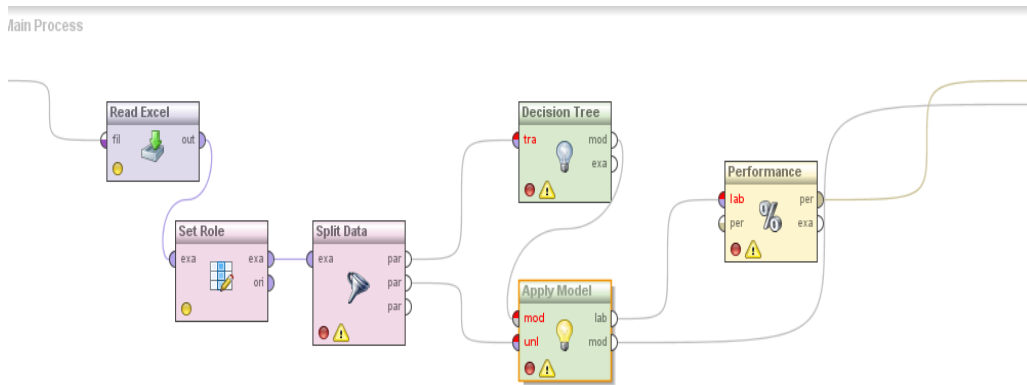 Main Process
Read Excel
fil
out
Set Role
exa
exa
ori
Split Data
exa
par
par
par
Decision Tree
tra
mod
exa
Apply Model
mod
lab
unl
mod
Performance
lab
per
per
exa
%